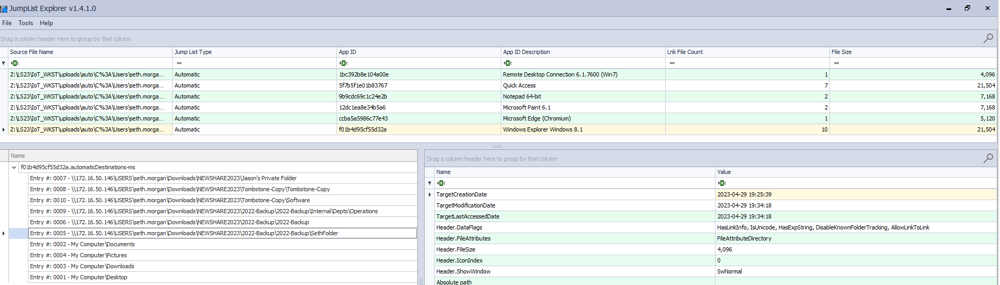 JumpList Explorer v1.4.1.0
File Tools Help
Drag a column header here to group by that column
Source File Name Jump List Type App ID App ID Description Lnk File Count File Size
ABC = ABC ABC = =
Z:\LS23\IoT_WKST\uploads\auto\C%3A\Users\seth.morga... Automatic 1bc392b8e104a00e Remote Desktop Connection 6.1.7600 (Win7) 1 4,096
Z:\LS23\IoT_WKST\uploads\auto\C%3A\Users\seth.morga... Automatic 5f7b5f1e01b83767 Quick Access 7 21,504
Z:\LS23\IoT_WKST\uploads\auto\C%3A\Users\seth.morga... Automatic 9b9cdc69c1c24e2b Notepad 64-bit 2 7,168
Z:\LS23\IoT_WKST\uploads\auto\C%3A\Users\seth.morga... Automatic 12dc1ea8e34b5a6 Microsoft Paint 6.1 2 7,168
Z:\LS23\IoT_WKST\uploads\auto\C%3A\Users\seth.morga... Automatic ccba5a5986c77e43 Microsoft Edge (Chromium) 1 5,120
Z:\LS23\IoT_WKST\uploads\auto\C%3A\Users\seth.morga... Automatic f01b4d95cf55d32a Windows Explorer Windows 8.1 10 21,504
Name
f01b4d95cf55d32a.automaticDestinations-ms
Entry #: 0007 - \\172.16.50.146\USERS\seth.morgan\Downloads\NEWSHARE2023\Jason's Private Folder
Entry #: 0008 - \\172.16.50.146\USERS\seth.morgan\Downloads\NEWSHARE2023\Tombstone-Copy\Tombstone-Copy
Entry #: 0010 - \\172.16.50.146\USERS\seth.morgan\Downloads\NEWSHARE2023\Tombstone-Copy\Software
Entry #: 0009 - \\172.16.50.146\USERS\seth.morgan\Downloads\NEWSHARE2023\2022-Backup\2022-Backup\Internal\Depts\Operations
Entry #: 0006 - \\172.16.50.146\USERS\seth.morgan\Downloads\NEWSHARE2023\2022-Backup\2022-Backup
Entry #: 0005 - \\172.16.50.146\USERS\seth.morgan\Downloads\NEWSHARE2023\2022-Backup\2022-Backup\SethFolder
Entry #: 0002 - My Computer\Documents
Entry #: 0004 - My Computer\Pictures
Entry #: 0003 - My Computer\Downloads
Entry #: 0001 - My Computer\Desktop
Drag a column header here to group by that column
Name Value
ABC ABC
TargetCreationDate 2023-04-29 19:25:39
TargetModificationDate 2023-04-29 19:34:18
TargetLastAccessedDate 2023-04-29 19:34:18
Header.DataFlags HasLinkInfo, IsUnicode, HasExpString, DisableKnownFolderTracking, AllowLinkToLink
Header.FileAttributes FileAttributeDirectory
Header.FileSize 4,096
Header.IconIndex 0
Header.ShowWindow SwNormal
Absolute path